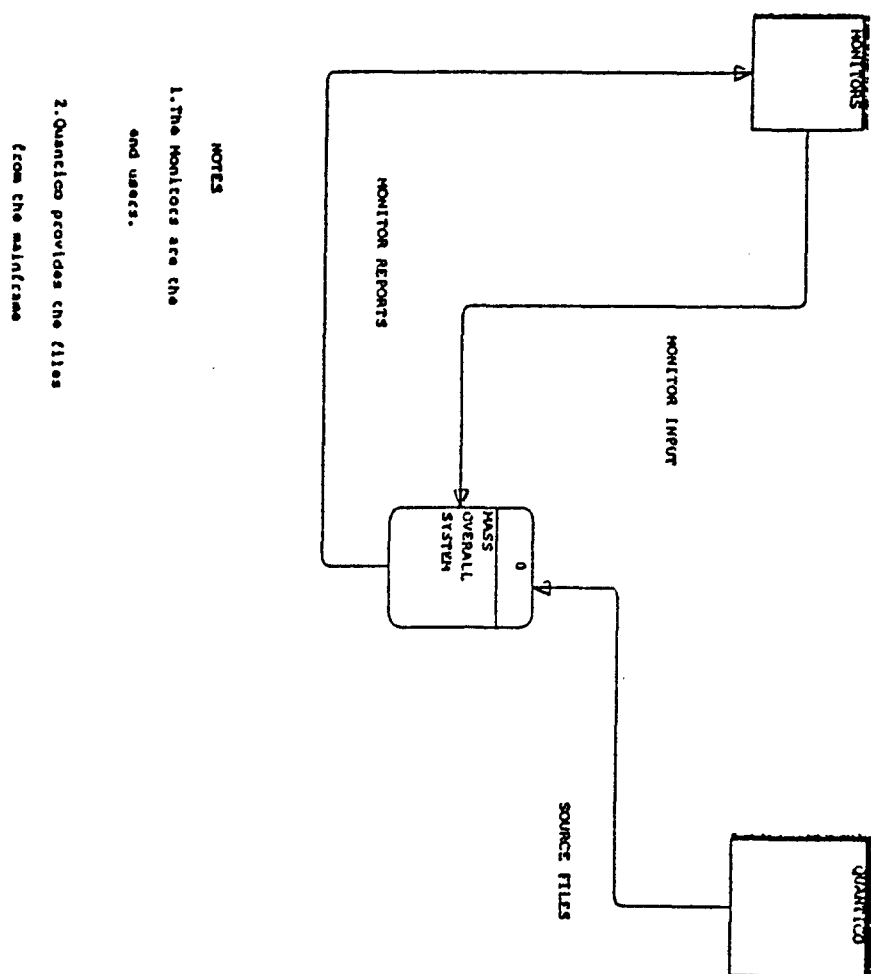 MONITORS
QUANTICO
MONITOR INPUT
SOURCE FILES
0
MASS
OVERALL
SYSTEM
MONITOR REPORTS
NOTES
1.The Monitors are the
end users.
2.Quantico provides the files
from the mainframe